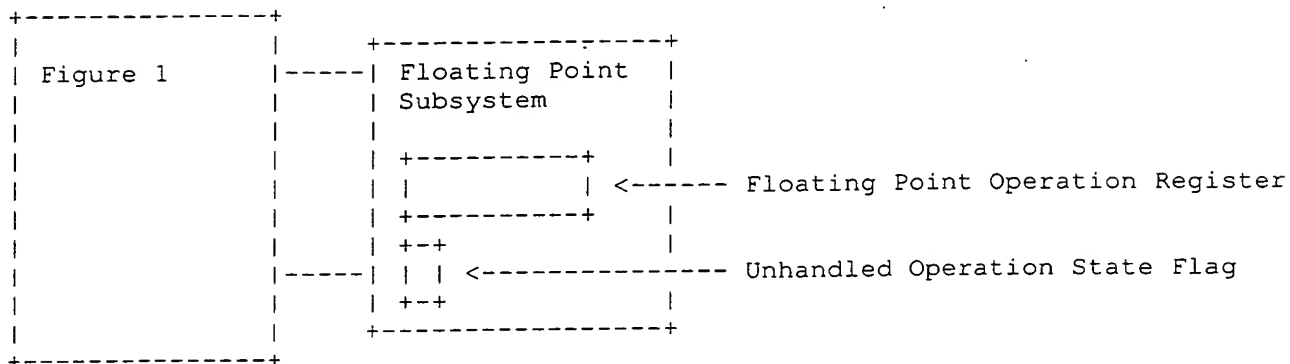 Figure 1
Floating Point
Subsystem
<------ Floating Point Operation Register
<--------------- Unhandled Operation State Flag